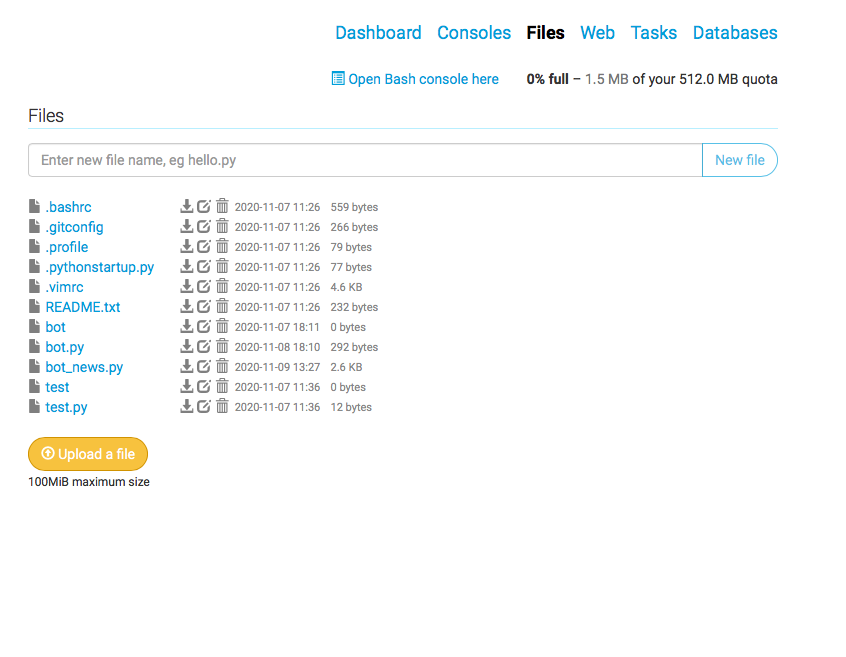 Dashboard Consoles Files Web Tasks Databases
Open Bash console here 0% full – 1.5 MB of your 512.0 MB quota
Files
Enter new file name, eg hello.py New file
.bashrc 2020-11-07 11:26 559 bytes
.gitconfig 2020-11-07 11:26 266 bytes
.profile 2020-11-07 11:26 79 bytes
.pythonstartup.py 2020-11-07 11:26 77 bytes
.vimrc 2020-11-07 11:26 4.6 KB
README.txt 2020-11-07 11:26 232 bytes
bot 2020-11-07 18:11 0 bytes
bot.py 2020-11-08 18:10 292 bytes
bot_news.py 2020-11-09 13:27 2.6 KB
test 2020-11-07 11:36 0 bytes
test.py 2020-11-07 11:36 12 bytes
Upload a file
100MiB maximum size